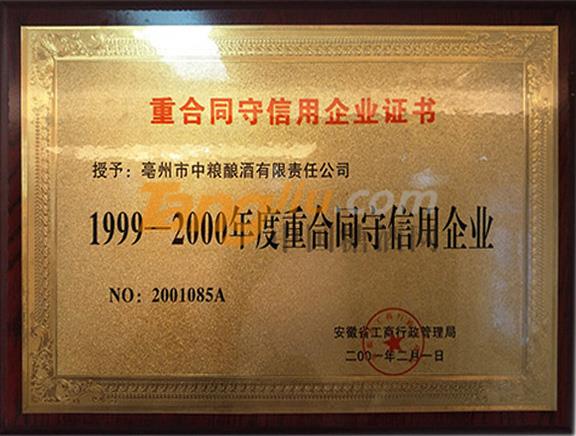 重合同守信用企业证书
授予：亳州市中粮酿酒有限责任公司
1999—2000年度重合同守信用企业
NO：2001085A
安徽省工商行政管理局
二00一年二月一日